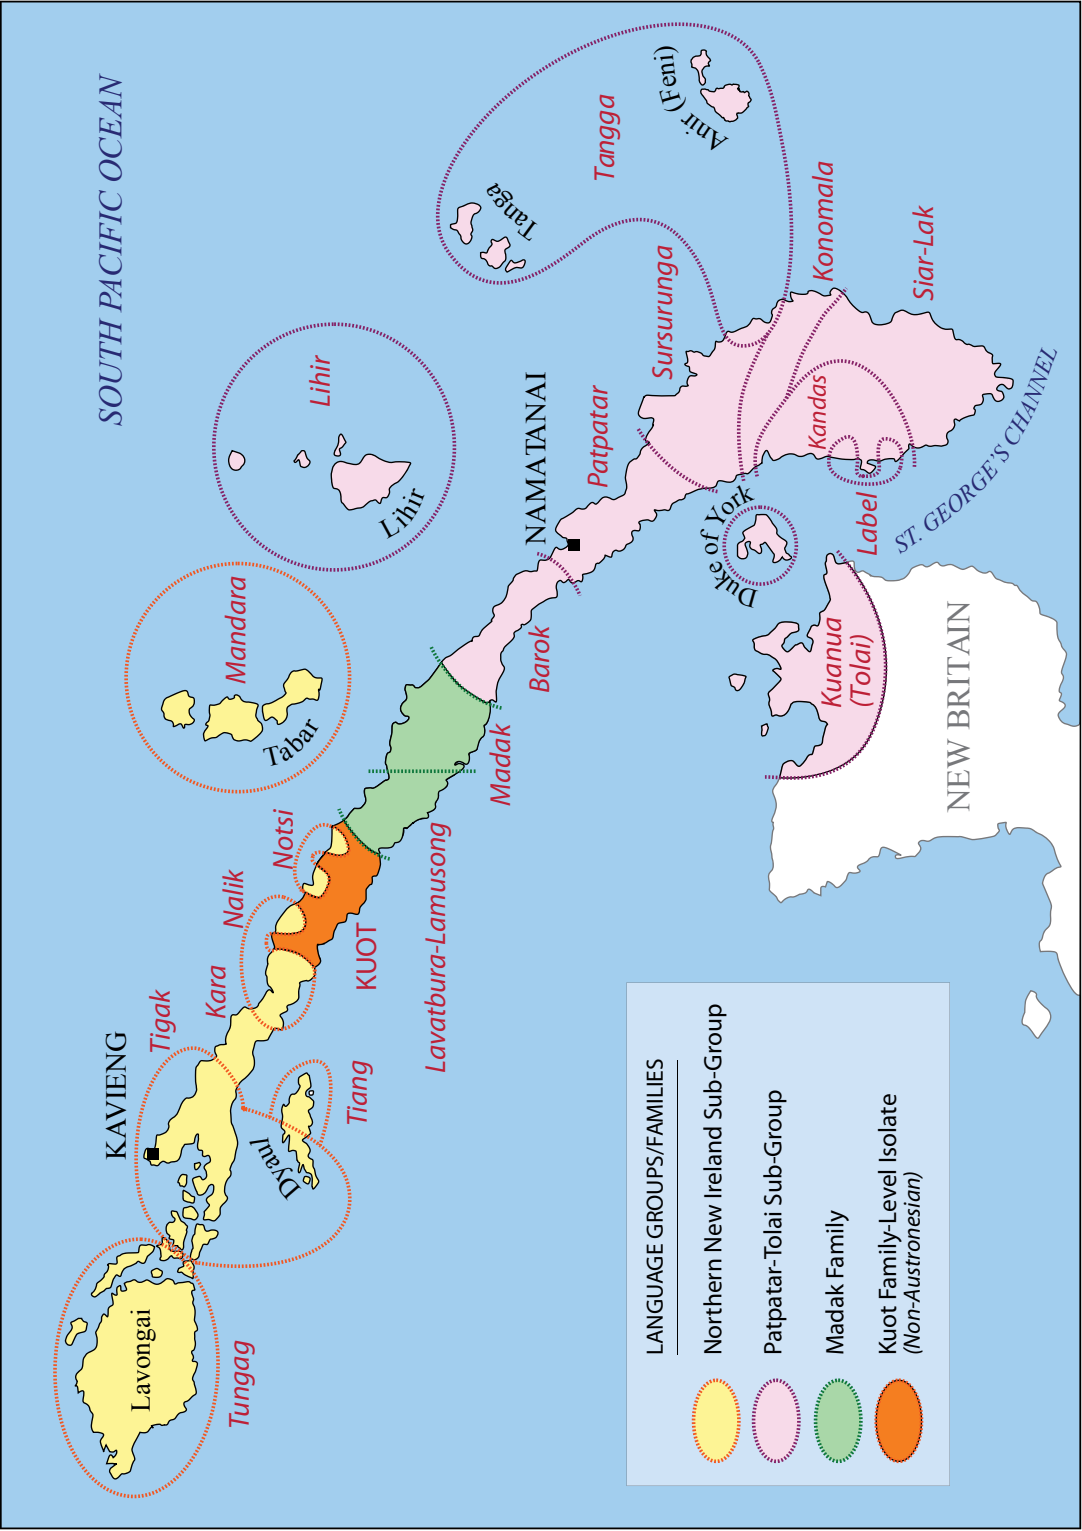 SOUTH PACIFIC OCEAN
KAVIENG
Lavongai
Tungag
Tigak
Kara
Nalik
Notsi
Mandara
Tabar
Lihir
Lihir
Dyaul
Tiang
KUOT
Lavatbura-Lamusong
Madak
Barok
NAMATANAI
Patpatar
Sursurunga
Tanga
Tangga
Anir (Feni)
Konomala
Siar-Lak
Kandas
Label
Duke of York
ST. GEORGE'S CHANNEL
Kuanua
(Tolai)
NEW BRITAIN
LANGUAGE GROUPS/FAMILIES
Northern New Ireland Sub-Group
Patpatar-Tolai Sub-Group
Madak Family
Kuot Family-Level Isolate
(Non-Austronesian)